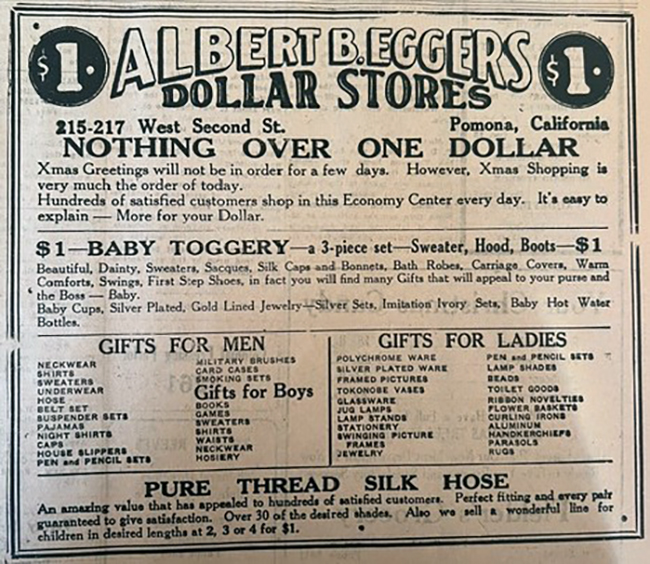 $1. ALBERT B. EGGERS $1.
DOLLAR STORES
215-217 West Second St. Pomona, California
NOTHING OVER ONE DOLLAR
Xmas Greetings will not be in order for a few days. However, Xmas Shopping is
very much the order of today.
Hundreds of satisfied customers shop in this Economy Center every day. It's easy to
explain — More for your Dollar.
$1—BABY TOGGERY—a 3-piece set—Sweater, Hood, Boots—$1
Beautiful, Dainty, Sweaters, Sacques, Silk Caps and Bonnets, Bath Robes, Carriage Covers, Warm
Comforts, Swings, First Step Shoes, in fact you will find many Gifts that will appeal to your purse and
the Boss — Baby.
Baby Cups, Silver Plated, Gold Lined Jewelry—Silver Sets, Imitation Ivory Sets, Baby Hot Water
Bottles.
GIFTS FOR MEN
NECKWEAR
SHIRTS
SWEATERS
UNDERWEAR
HOSE
BELT SET
SUSPENDER SETS
PAJAMAS
NIGHT SHIRTS
CAPS
HOUSE SLIPPERS
PEN and PENCIL SETS
MILITARY BRUSHES
CARD CASES
SMOKING SETS
Gifts for Boys
BOOKS
GAMES
SWEATERS
SHIRTS
WAISTS
NECKWEAR
HOSIERY
GIFTS FOR LADIES
POLYCHROME WARE
SILVER PLATED WARE
FRAMED PICTURES
TOKONOBE VASES
GLASSWARE
JUG LAMPS
LAMP STANDS
STATIONERY
SWINGING PICTURE
FRAMES
JEWELRY
PEN and PENCIL SETS
LAMP SHADES
BEADS
TOILET GOODS
RIBBON NOVELTIES
FLOWER BASKETS
CURLING IRONS
ALUMINUM
HANDKERCHIEFS
PARASOLS
RUGS
PURE THREAD SILK HOSE
An amazing value that has appealed to hundreds of satisfied customers. Perfect fitting and every pair
guaranteed to give satisfaction. Over 30 of the desired shades. Also we sell a wonderful line for
children in desired lengths at 2, 3 or 4 for $1.